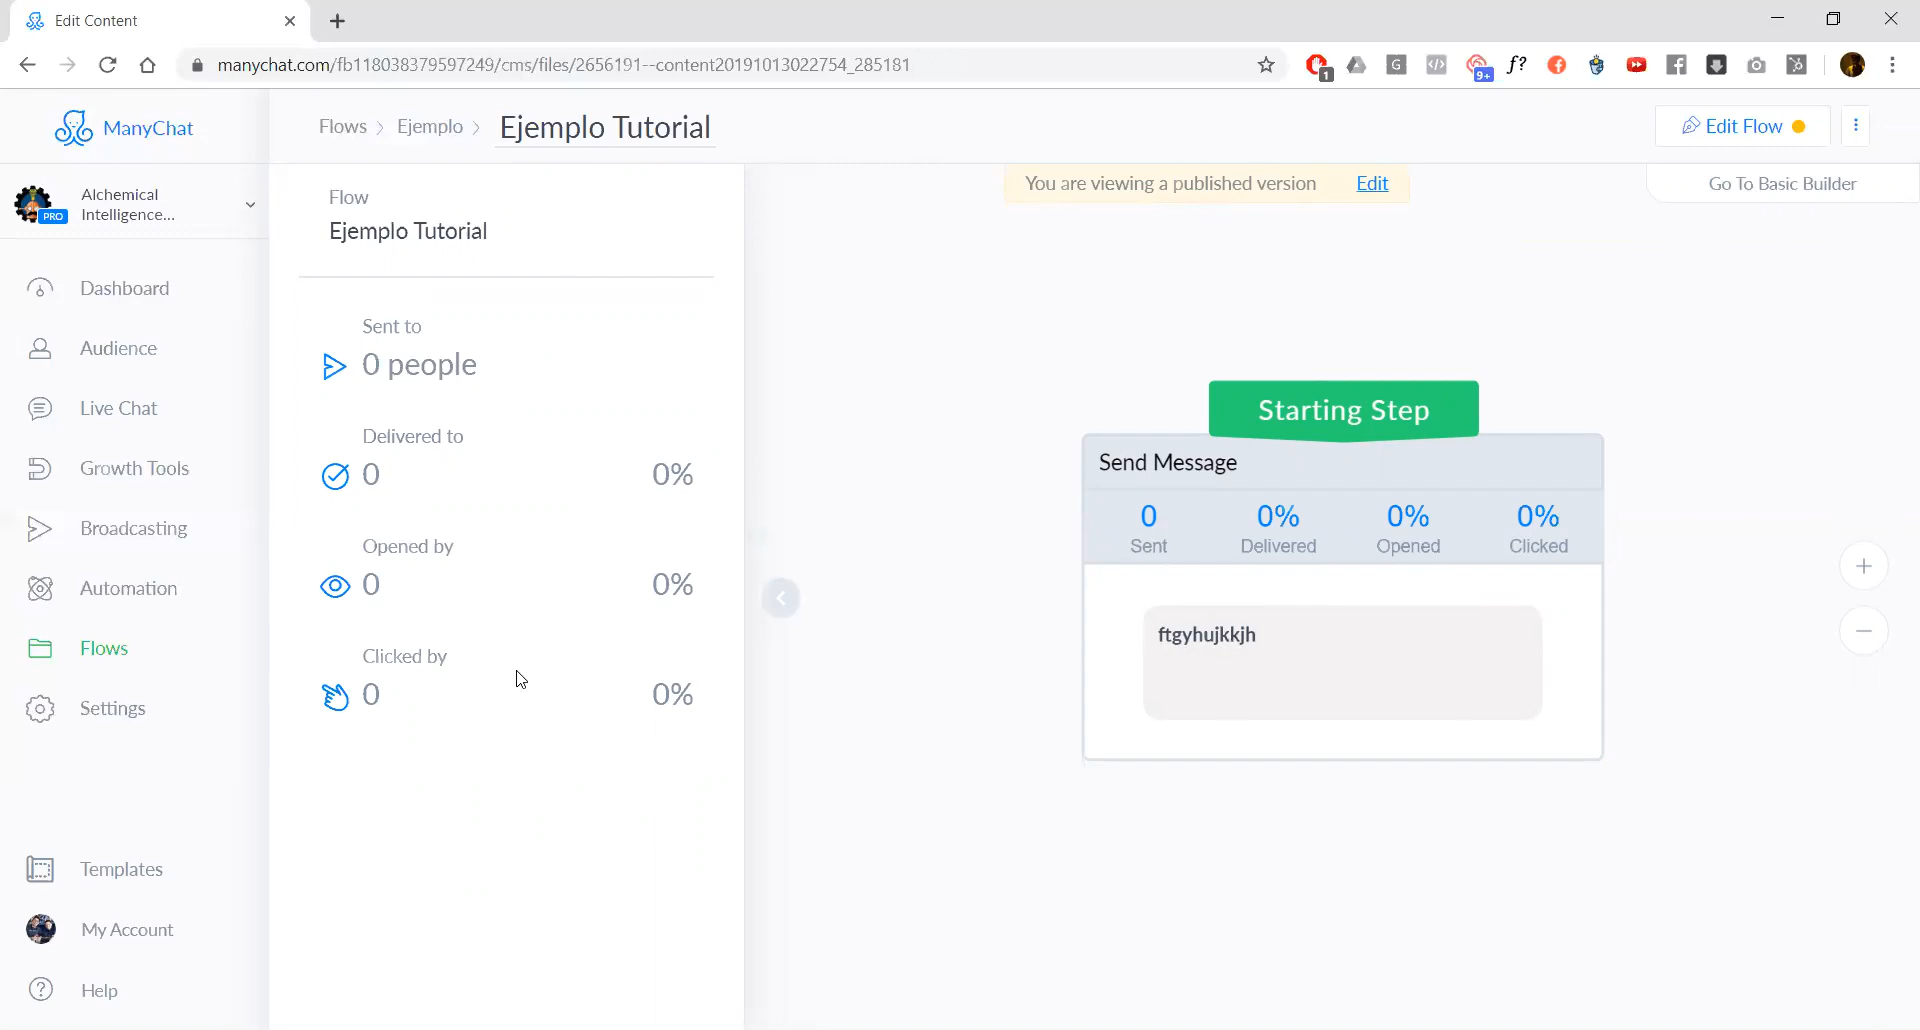 Edit Content
manychat.com/fb118038379597249/cms/files/2656191--content20191013022754_285181
1
G
9+
f?
ManyChat
Flows
Ejemplo
Ejemplo Tutorial
Edit Flow
Alchemical
Intelligence...
PRO
Flow
Ejemplo Tutorial
You are viewing a published version
Edit
Go To Basic Builder
Dashboard
Audience
Live Chat
Growth Tools
Broadcasting
Automation
Flows
Settings
Templates
My Account
Help
Sent to
0 people
Delivered to
0 0%
Opened by
0 0%
Clicked by
0 0%
Starting Step
Send Message
0 0% 0% 0%
Sent Delivered Opened Clicked
ftgyhujkkjh